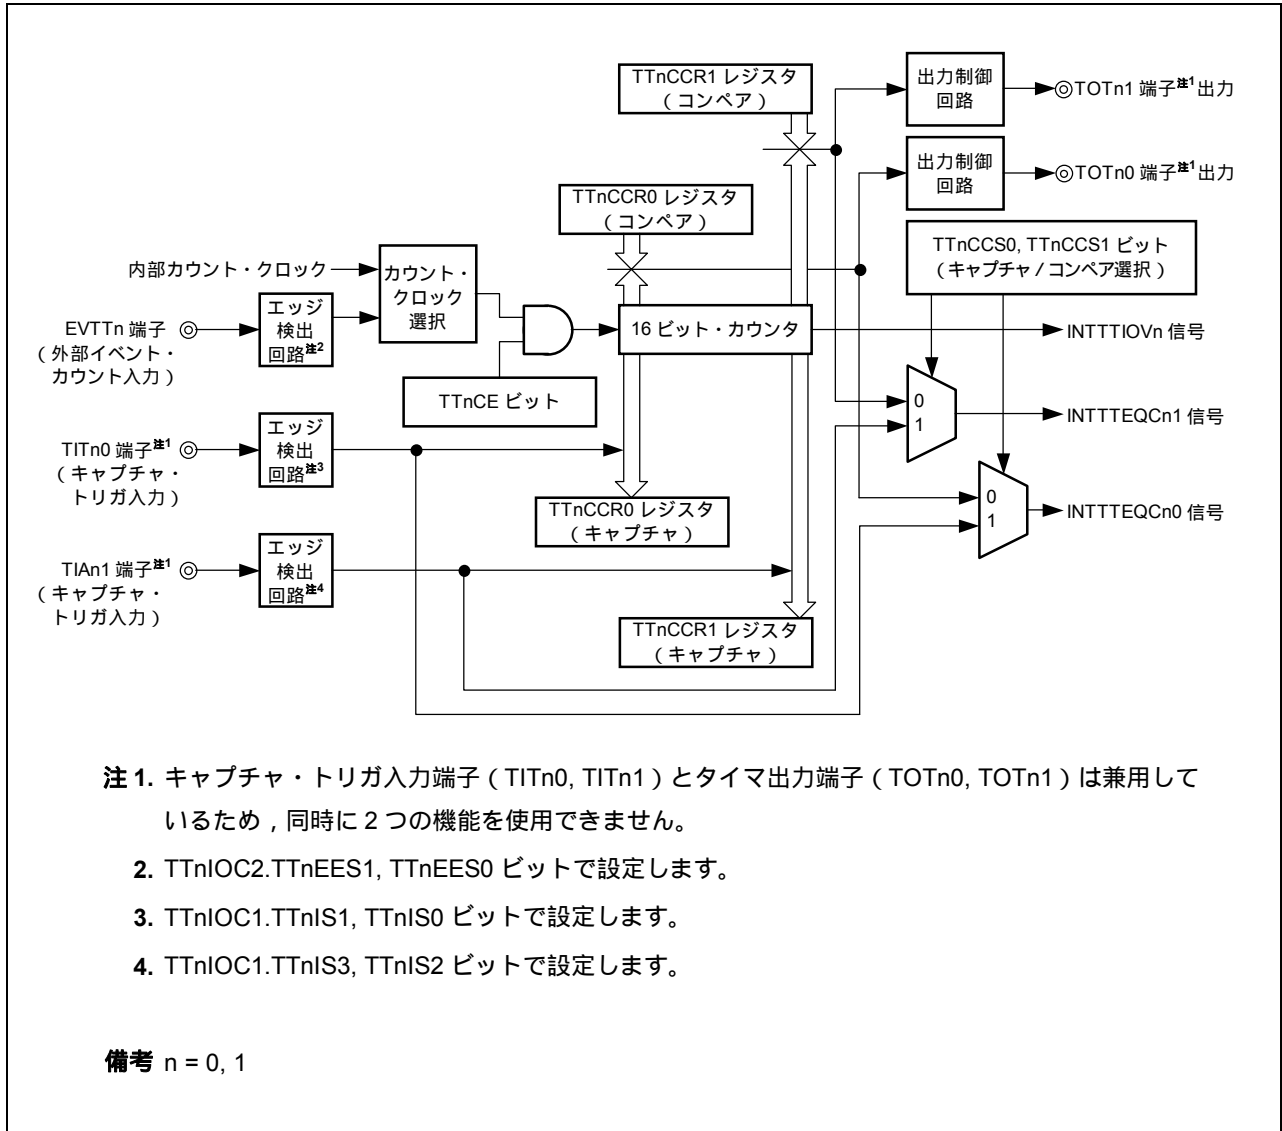 TTnCCR1 レジスタ
（コンペア）
出力制御
回路
TOTn1 端子注1出力
出力制御
回路
TOTn0 端子注1出力
TTnCCR0 レジスタ
（コンペア）
TTnCCS0, TTnCCS1 ビット
（キャプチャ／コンペア選択）
内部カウント・クロック
カウント・
クロック
選択
EVTTn 端子
（外部イベント・
カウント入力）
エッジ
検出
回路注2
16 ビット・カウンタ
INTTTIOVn 信号
TTnCE ビット
0
1
INTTTEQCn1 信号
TITn0 端子注1
（キャプチャ・
トリガ入力）
エッジ
検出
回路注3
TTnCCR0 レジスタ
（キャプチャ）
0
1
INTTTEQCn0 信号
TIAn1 端子注1
（キャプチャ・
トリガ入力）
エッジ
検出
回路注4
TTnCCR1 レジスタ
（キャプチャ）
注 1. キャプチャ・トリガ入力端子（TITn0, TITn1）とタイマ出力端子（TOTn0, TOTn1）は兼用して
いるため，同時に２つの機能を使用できません。
2. TTnIOC2.TTnEES1, TTnEES0 ビットで設定します。
3. TTnIOC1.TTnIS1, TTnIS0 ビットで設定します。
4. TTnIOC1.TTnIS3, TTnIS2 ビットで設定します。
備考 n = 0, 1